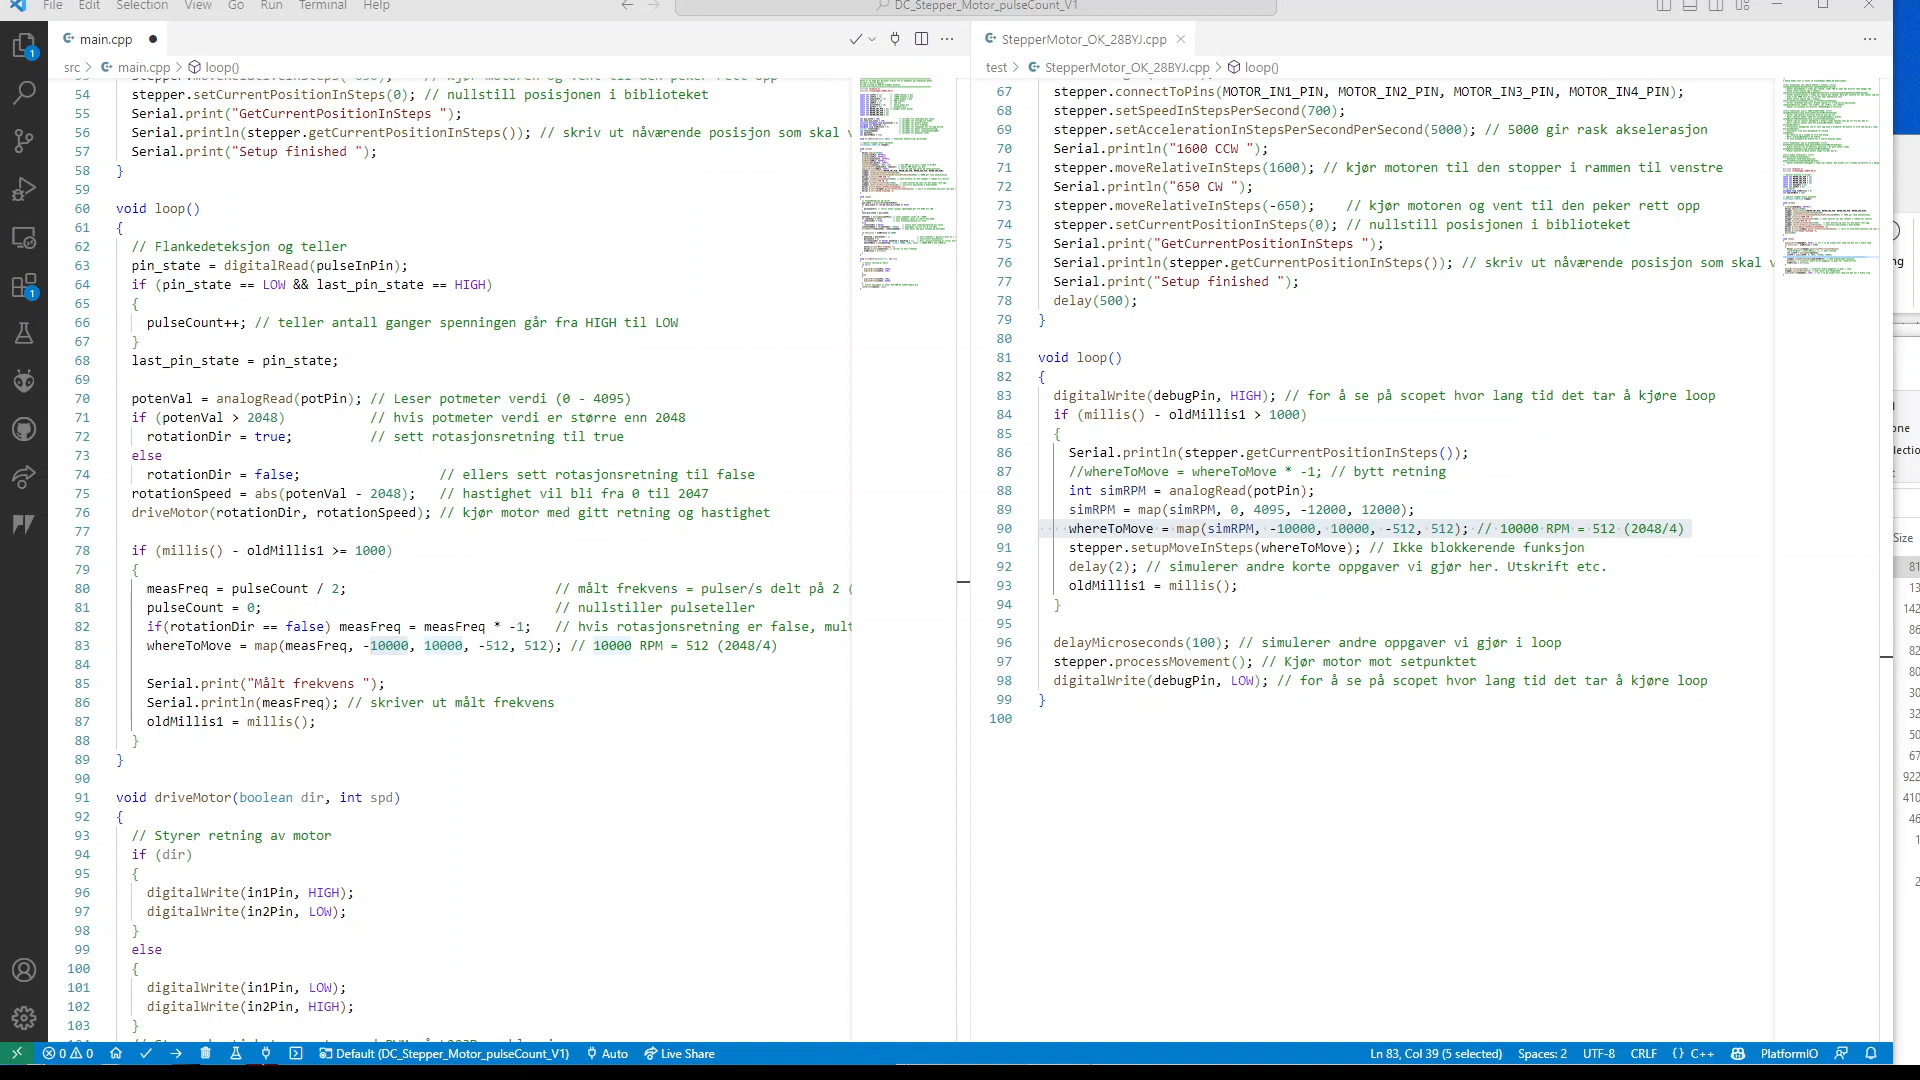 File Edit Selection View Go Run Terminal Help
DC_Stepper_Motor_pulseCount_V1
main.cpp
src > main.cpp > loop()
54 stepper.setCurrentPositionInSteps(0); // nullstill posisjonen i biblioteket
55 Serial.print("GetCurrentPositionInSteps ");
56 Serial.println(stepper.getCurrentPositionInSteps()); // skriv ut nåværende posisjon som skal v
57 Serial.print("Setup finished ");
58 }
59
60 void loop()
61 {
62 // Flankedeteksjon og teller
63 pin_state = digitalRead(pulseInPin);
64 if (pin_state == LOW && last_pin_state == HIGH)
65 {
66 pulseCount++; // teller antall ganger spenningen går fra HIGH til LOW
67 }
68 last_pin_state = pin_state;
69
70 potenVal = analogRead(potPin); // Leser potmeter verdi (0 - 4095)
71 if (potenVal > 2048) // hvis potmeter verdi er større enn 2048
72 rotationDir = true; // sett rotasjonsretning til true
73 else
74 rotationDir = false; // ellers sett rotasjonsretning til false
75 rotationSpeed = abs(potenVal - 2048); // hastighet vil bli fra 0 til 2047
76 driveMotor(rotationDir, rotationSpeed); // kjør motor med gitt retning og hastighet
77
78 if (millis() - oldMillis1 >= 1000)
79 {
80 measFreq = pulseCount / 2; // målt frekvens = pulser/s delt på 2 (
81 pulseCount = 0; // nullstiller pulseteller
82 if(rotationDir == false) measFreq = measFreq * -1; // hvis rotasjonsretning er false, mult
83 whereToMove = map(measFreq, -10000, 10000, -512, 512); // 10000 RPM = 512 (2048/4)
84
85 Serial.print("Målt frekvens ");
86 Serial.println(measFreq); // skriver ut målt frekvens
87 oldMillis1 = millis();
88 }
89 }
90
91 void driveMotor(boolean dir, int spd)
92 {
93 // Styrer retning av motor
94 if (dir)
95 {
96 digitalWrite(in1Pin, HIGH);
97 digitalWrite(in2Pin, LOW);
98 }
99 else
100 {
101 digitalWrite(in1Pin, LOW);
102 digitalWrite(in2Pin, HIGH);
103 }
StepperMotor_OK_28BYJ.cpp
test > StepperMotor_OK_28BYJ.cpp > loop()
67 stepper.connectToPins(MOTOR_IN1_PIN, MOTOR_IN2_PIN, MOTOR_IN3_PIN, MOTOR_IN4_PIN);
68 stepper.setSpeedInStepsPerSecond(700);
69 stepper.setAccelerationInStepsPerSecondPerSecond(5000); // 5000 gir rask akselerasjon
70 Serial.println("1600 CCW ");
71 stepper.moveRelativeInSteps(1600); // kjør motoren til den stopper i rammen til venstre
72 Serial.println("650 CW ");
73 stepper.moveRelativeInSteps(-650); // kjør motoren og vent til den peker rett opp
74 stepper.setCurrentPositionInSteps(0); // nullstill posisjonen i biblioteket
75 Serial.print("GetCurrentPositionInSteps ");
76 Serial.println(stepper.getCurrentPositionInSteps()); // skriv ut nåværende posisjon som skal v
77 Serial.print("Setup finished ");
78 delay(500);
79 }
80
81 void loop()
82 {
83 digitalWrite(debugPin, HIGH); // for å se på scopet hvor lang tid det tar å kjøre loop
84 if (millis() - oldMillis1 > 1000)
85 {
86 Serial.println(stepper.getCurrentPositionInSteps());
87 //whereToMove = whereToMove * -1; // bytt retning
88 int simRPM = analogRead(potPin);
89 simRPM = map(simRPM, 0, 4095, -12000, 12000);
90 whereToMove = map(simRPM, -10000, 10000, -512, 512); // 10000 RPM = 512 (2048/4)
91 stepper.setupMoveInSteps(whereToMove); // Ikke blokkerende funksjon
92 delay(2); // simulerer andre korte oppgaver vi gjør her. Utskrift etc.
93 oldMillis1 = millis();
94 }
95
96 delayMicroseconds(100); // simulerer andre oppgaver vi gjør i loop
97 stepper.processMovement(); // Kjør motor mot setpunktet
98 digitalWrite(debugPin, LOW); // for å se på scopet hvor lang tid det tar å kjøre loop
99 }
100
0 0 Default (DC_Stepper_Motor_pulseCount_V1) Auto Live Share
Ln 83, Col 39 (5 selected) Spaces: 2 UTF-8 CRLF {} C++ PlatformIO